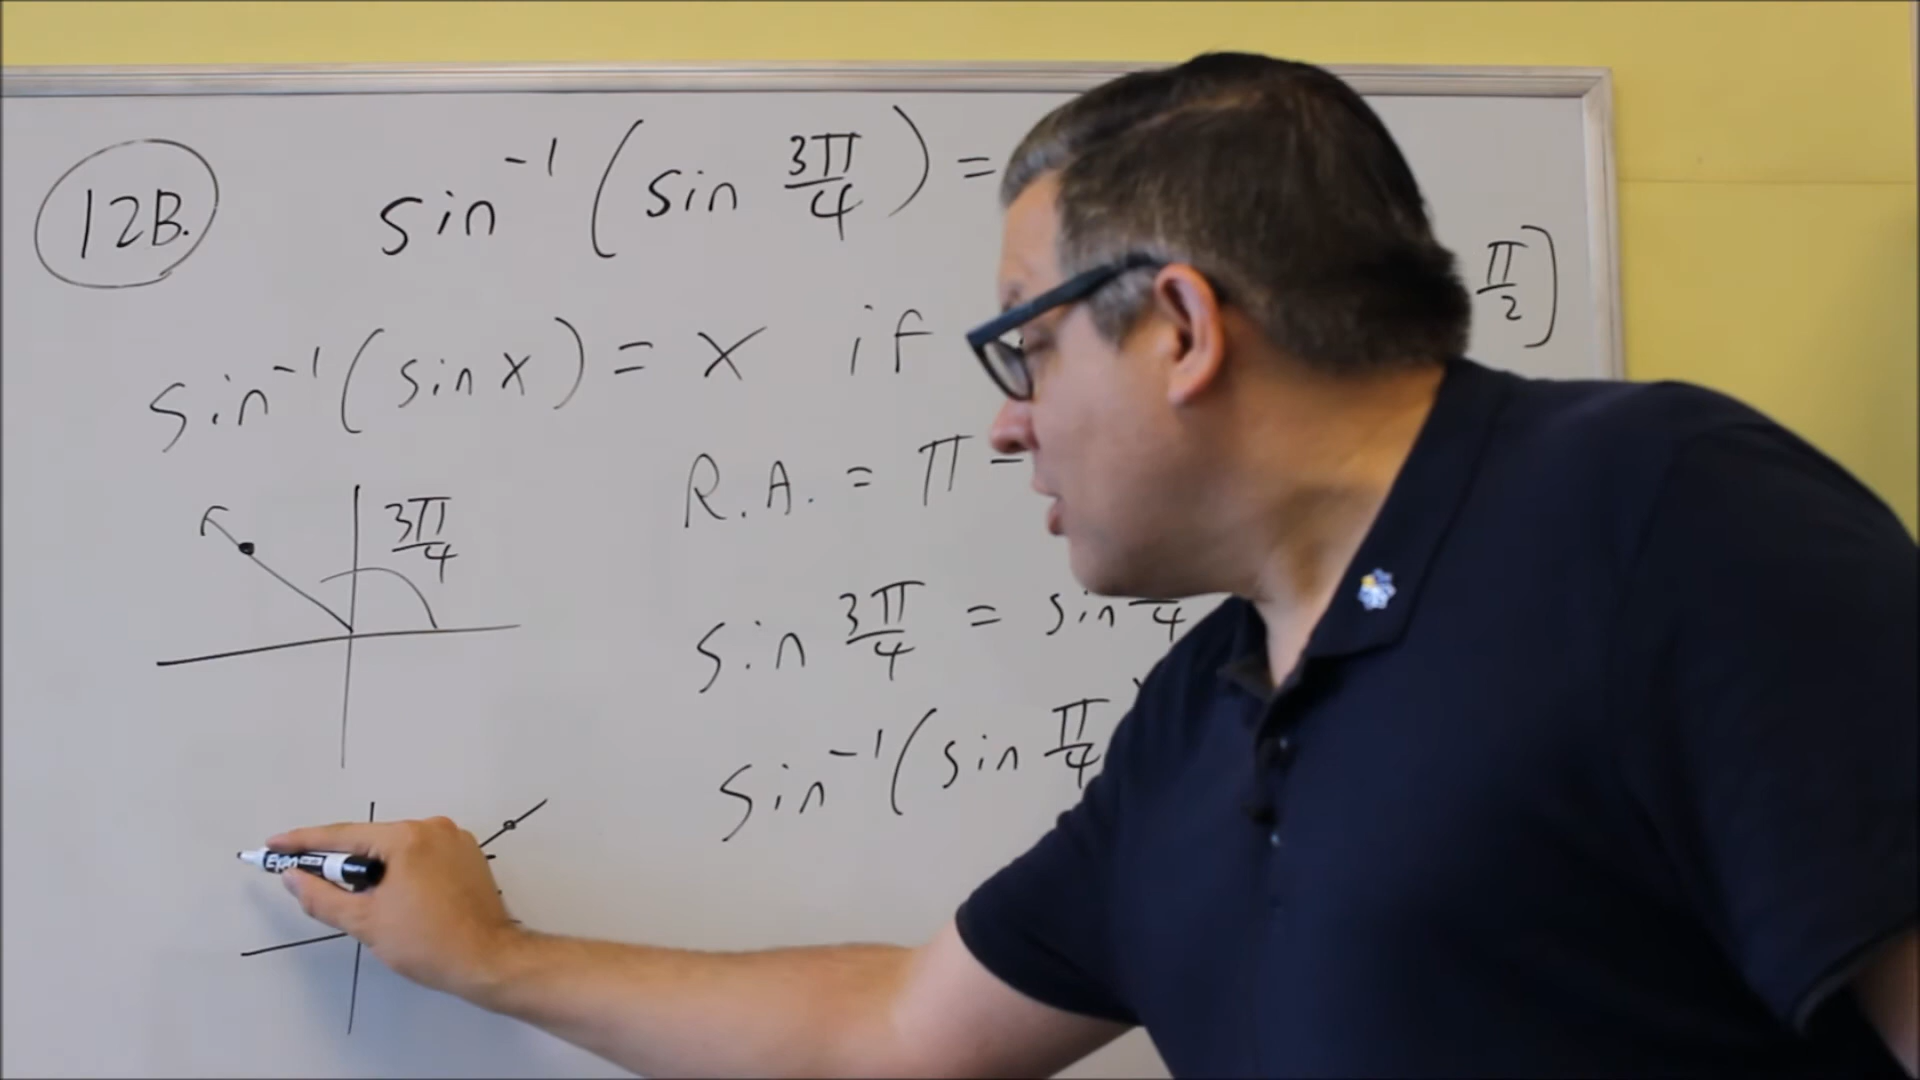 12B. sin⁻¹(sin 3π/4) =
π/2]
sin⁻¹(sin x) = x if
R.A. = π -
3π/4
sin 3π/4 = sin π/4
sin⁻¹(sin π/4
Expo